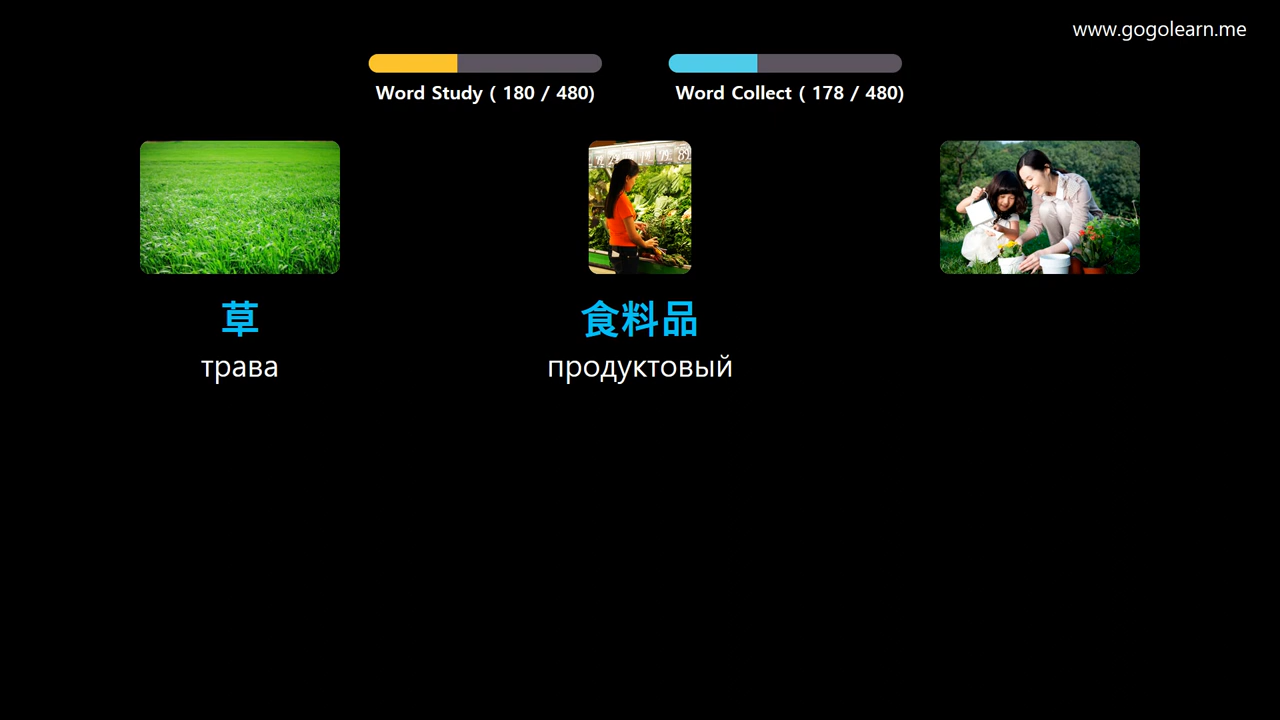 www.gogolearn.me
Word Study ( 180 / 480)
Word Collect ( 178 / 480)
草
食料品
трава
продуктовый